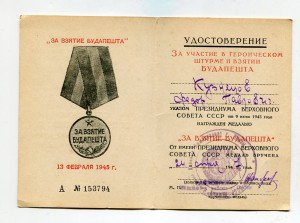 "ЗА ВЗЯТИЕ БУДАПЕШТА"
ЗА ВЗЯТИЕ
БУДАПЕШТА
13 ФЕВРАЛЯ 1945 г.
А № 153794
УДОСТОВЕРЕНИЕ
ЗА УЧАСТИЕ В ГЕРОИЧЕСКОМ
ШТУРМЕ И ВЗЯТИИ
БУДАПЕШТА
Кузнецов
Павлович
УКАЗОМ ПРЕЗИДИУМА ВЕРХОВНОГО
СОВЕТА СССР от 9 июня 1945 года
НАГРАЖДЕН МЕДАЛЬЮ
"ЗА ВЗЯТИЕ БУДАПЕШТА"
ОТ ИМЕНИ ПРЕЗИДИУМА ВЕРХОВНОГО
СОВЕТА СССР МЕДАЛЬ ВРУЧЕНА